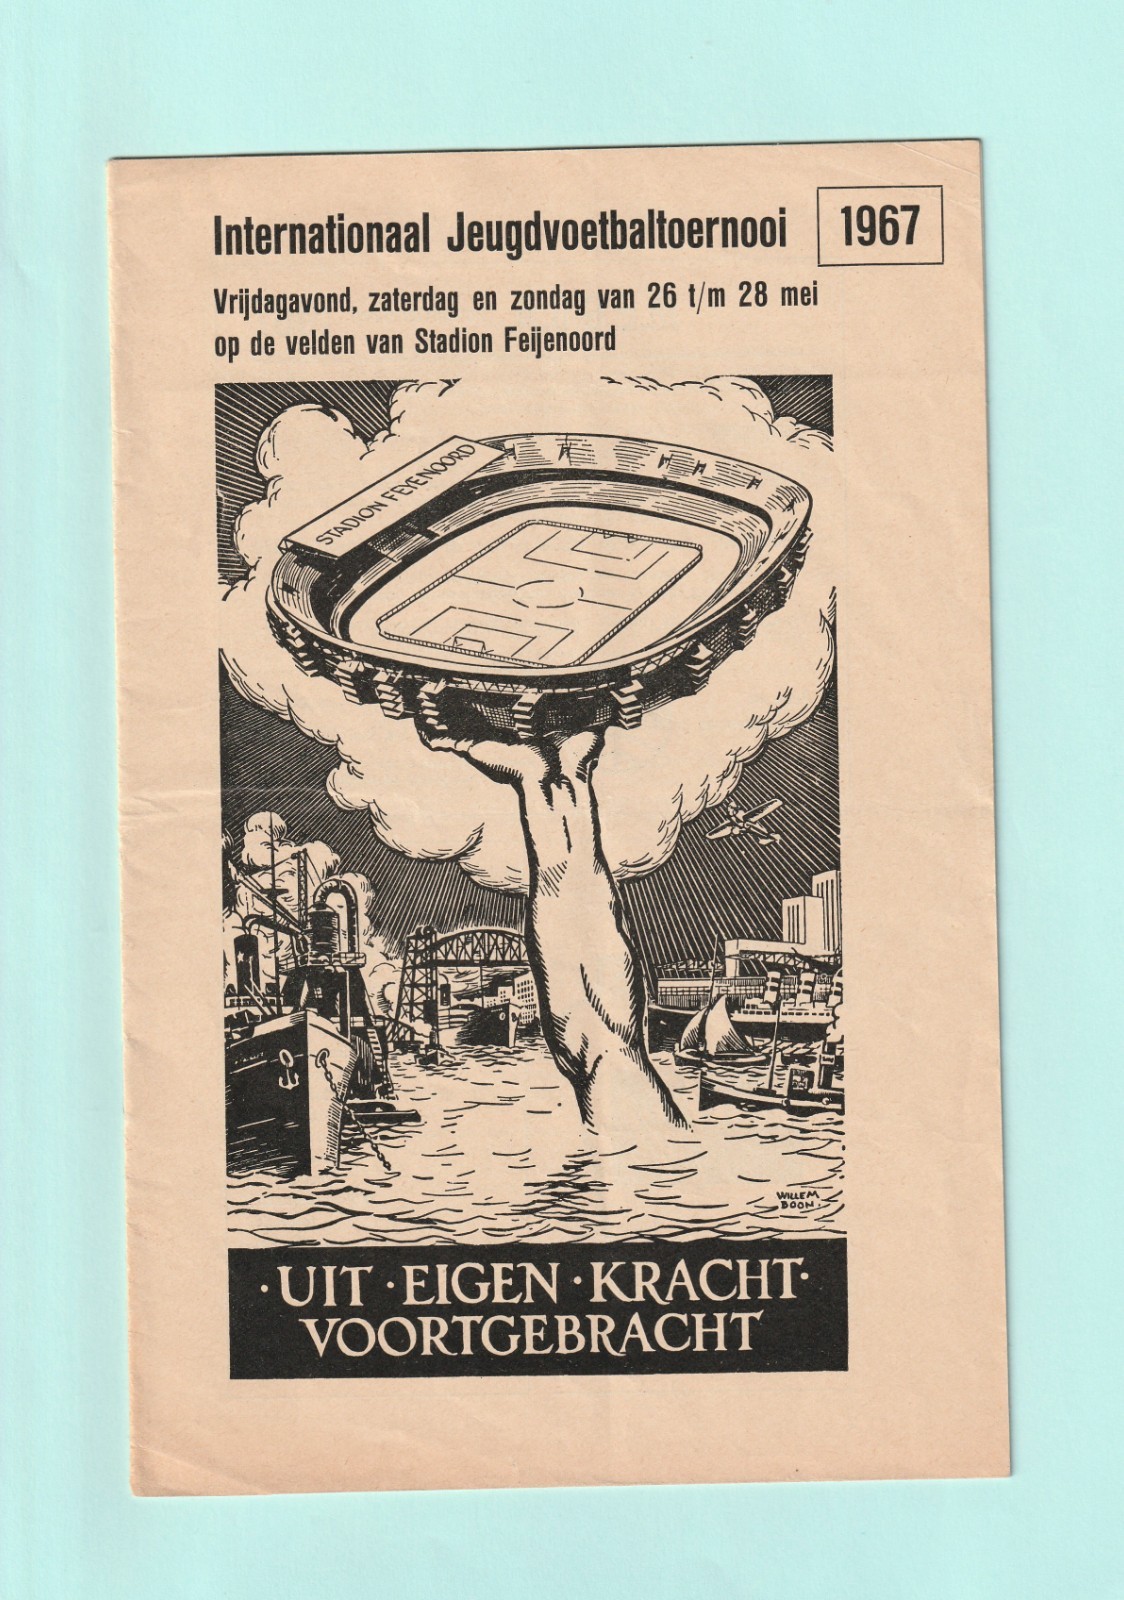 Internationaal Jeugdvoetbaltoernooi
1967
Vrijdagavond, zaterdag en zondag van 26 t/m 28 mei
op de velden van Stadion Feijenoord
STADION FEYENOORD
WILLEM
BOON.
·UIT·EIGEN·KRACHT·
VOORTGEBRACHT